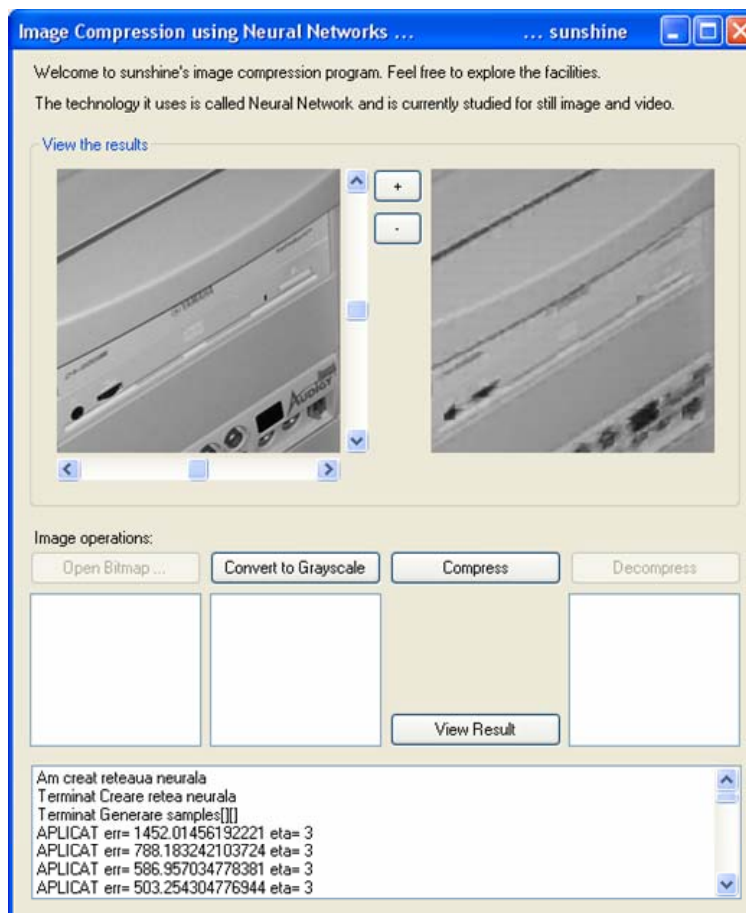 Image Compression using Neural Networks ... ... sunshine
Welcome to sunshine's image compression program. Feel free to explore the facilities.
The technology it uses is called Neural Network and is currently studied for still image and video.
View the results
+
-
YAMAHA
AUDIGY
Image operations:
Open Bitmap ... Convert to Grayscale Compress Decompress
View Result
Am creat reteaua neurala
Terminat Creare retea neurala
Terminat Generare samples[][]
APLICAT err= 1452.01456192221 eta= 3
APLICAT err= 788.183242103724 eta= 3
APLICAT err= 586.957034778381 eta= 3
APLICAT err= 503.254304776944 eta= 3